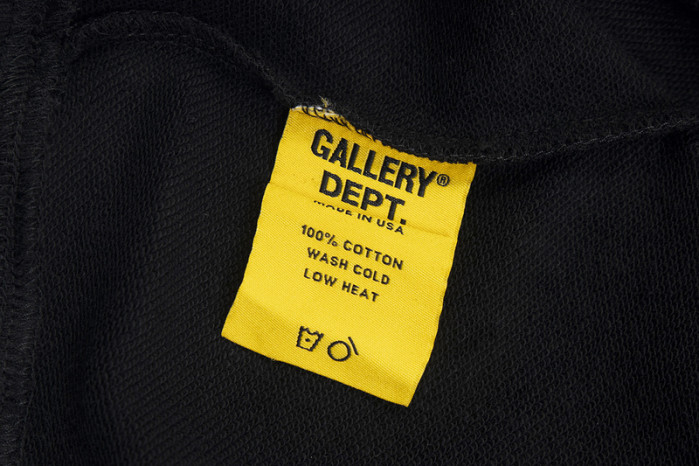 GALLERY®
DEPT.
MADE IN USA
100% COTTON
WASH COLD
LOW HEAT